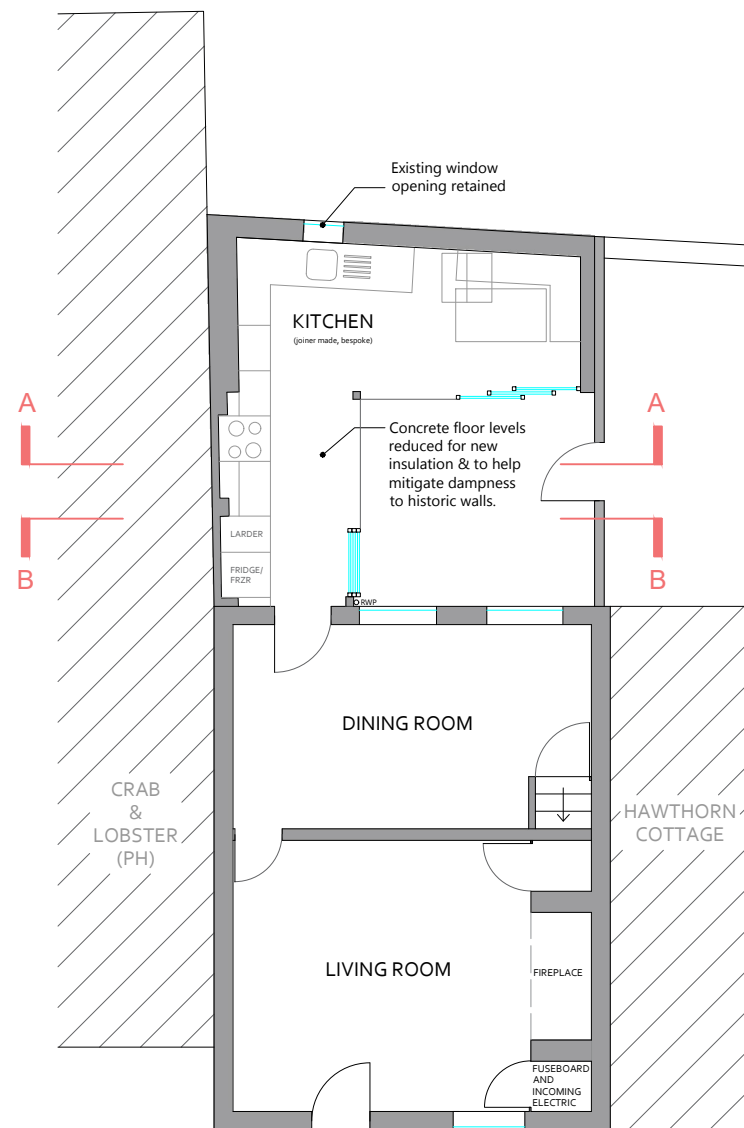 Existing window
opening retained
KITCHEN
(joiner made, bespoke)
A
A
Concrete floor levels
reduced for new
insulation & to help
mitigate dampness
to historic walls.
LARDER
B
B
FRIDGE/
FRZR
RWP
DINING ROOM
CRAB
&
LOBSTER
(PH)
HAWTHORN
COTTAGE
LIVING ROOM
FIREPLACE
FUSEBOARD
AND
INCOMING
ELECTRIC